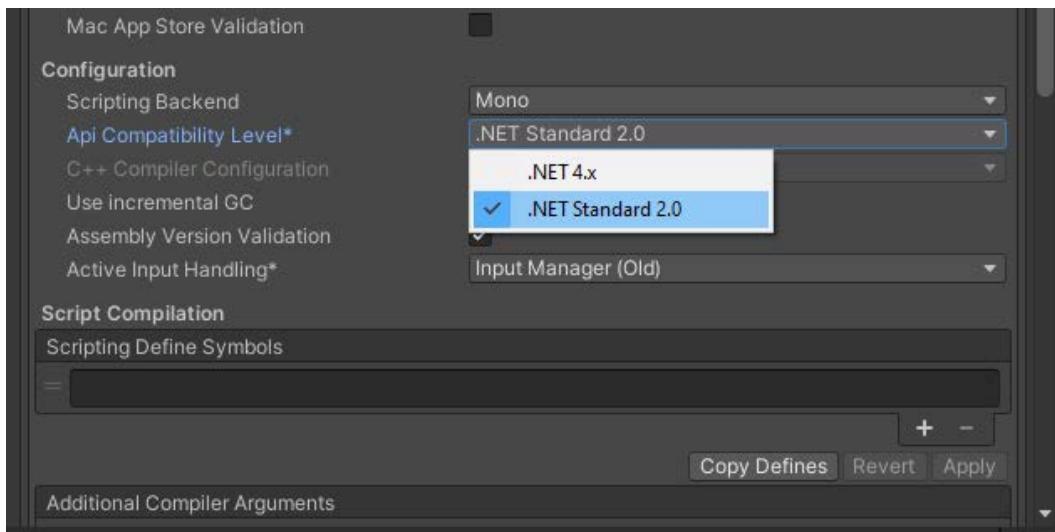 Mac App Store Validation
Configuration
Scripting Backend Mono
Api Compatibility Level* .NET Standard 2.0
C++ Compiler Configuration
.NET 4.x
Use incremental GC
.NET Standard 2.0
Assembly Version Validation
Active Input Handling* Input Manager (Old)
Script Compilation
Scripting Define Symbols
Copy Defines Revert Apply
Additional Compiler Arguments